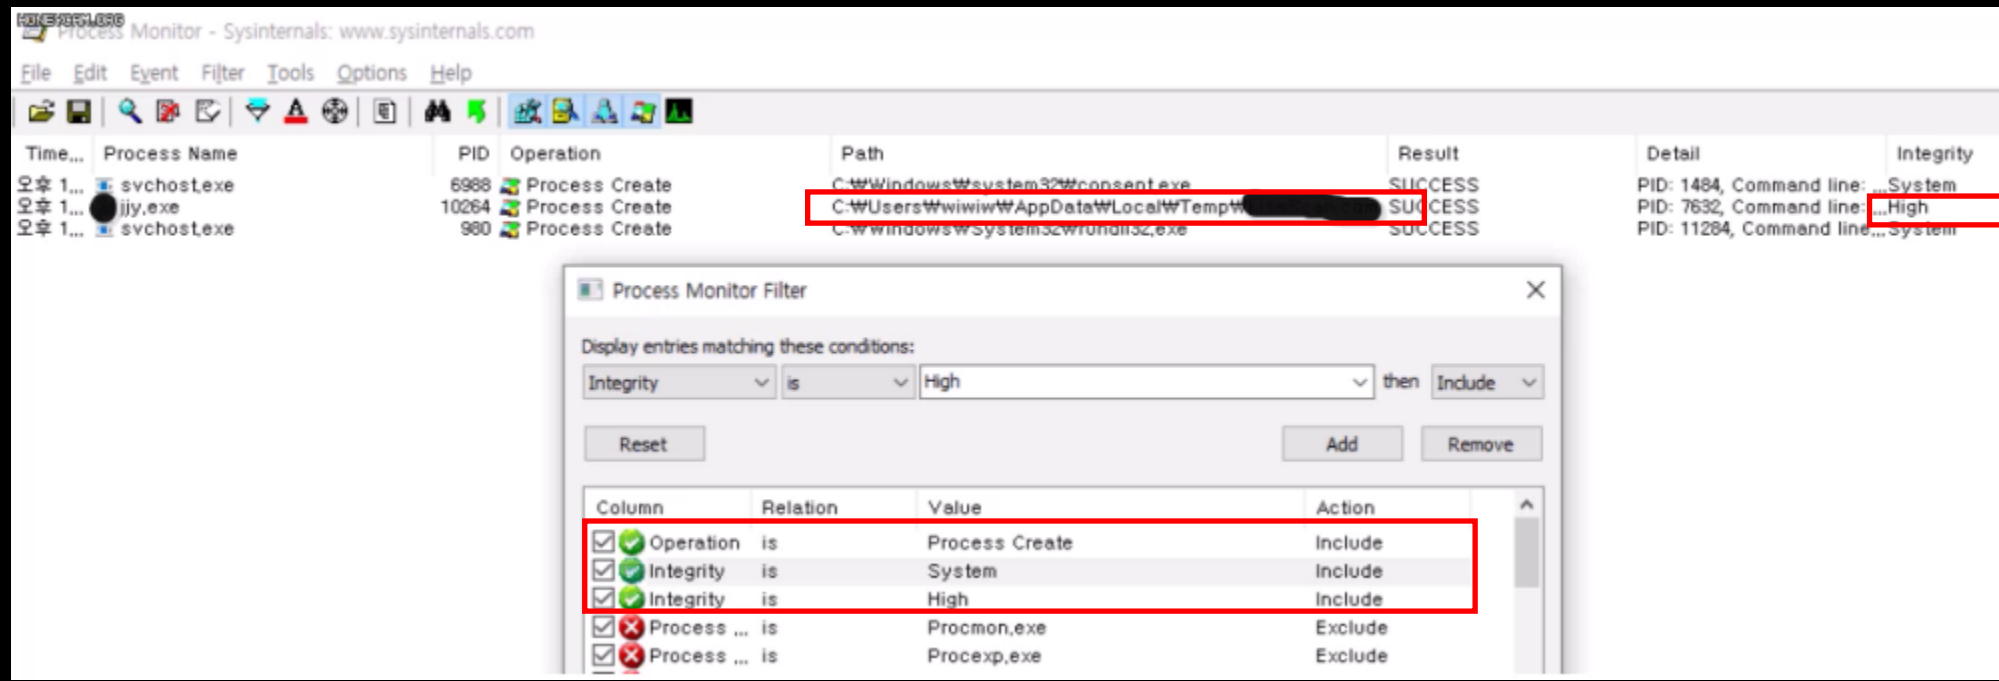 Process Monitor - Sysinternals: www.sysinternals.com
File Edit Event Filter Tools Options Help
Time... Process Name PID Operation Path Result Detail Integrity
오후 1... svchost.exe 6988 Process Create C:₩Windows₩system32₩consent.exe SUCCESS PID: 1484, Command line: ... System
오후 1... jjy.exe 10264 Process Create C:₩Users₩wiwiw₩AppData₩Local₩Temp₩ SUCCESS PID: 7632, Command line: ... High
오후 1... svchost.exe 980 Process Create C:₩Windows₩System32₩rundll32.exe SUCCESS PID: 11284, Command line... System
Process Monitor Filter
Display entries matching these conditions:
Integrity is High then Include
Reset Add Remove
Column Relation Value Action
Operation is Process Create Include
Integrity is System Include
Integrity is High Include
Process ... is Procmon.exe Exclude
Process ... is Procexp.exe Exclude